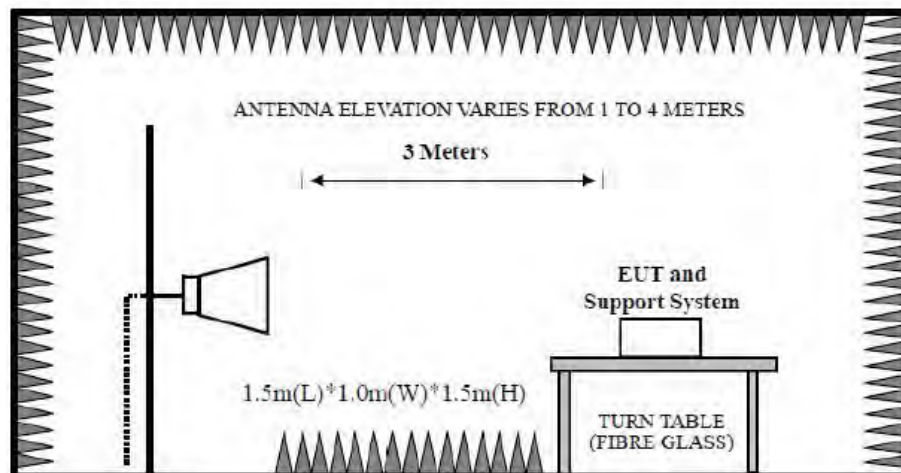 ANTENNA ELEVATION VARIES FROM 1 TO 4 METERS
3 Meters
EUT and
Support System
1.5m(L)*1.0m(W)*1.5m(H)
TURN TABLE
(FIBRE GLASS)